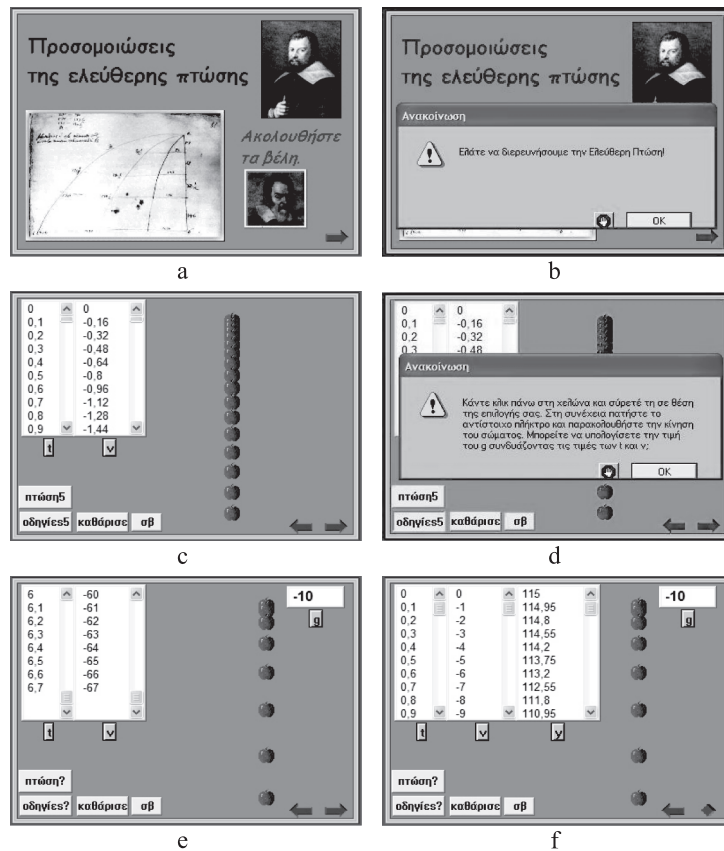 Προσομοιώσεις
της ελεύθερης πτώσης
Ακολουθήστε
τα βέλη.
a
Προσομοιώσεις
της ελεύθερης πτώσης
Ανακοίνωση
Ελάτε να διερευνήσουμε την Ελεύθερη Πτώση!
OK
b
0 0
0,1 -0,16
0,2 -0,32
0,3 -0,48
0,4 -0,64
0,5 -0,8
0,6 -0,96
0,7 -1,12
0,8 -1,28
0,9 -1,44
t v
πτώση5
οδηγίες5 καθάρισε σβ
c
0 0
0,1 -0,16
0,2 -0,32
0,3 -0,48
Ανακοίνωση
Κάντε κλικ πάνω στη χελώνα και σύρετέ τη σε θέση
της επιλογής σας. Στη συνέχεια πατήστε το
αντίστοιχο πλήκτρο και παρακολουθήστε την κίνηση
του σώματος. Μπορείτε να υπολογίσετε την τιμή
του g συνδυάζοντας τις τιμές των t και v;
OK
πτώση5
οδηγίες5 καθάρισε σβ
d
6 -60
6,1 -61
6,2 -62
6,3 -63
6,4 -64
6,5 -65
6,6 -66
6,7 -67
-10
g
t v
πτώση?
οδηγίες? καθάρισε σβ
e
0 0 115
0,1 -1 114,95
0,2 -2 114,8
0,3 -3 114,55
0,4 -4 114,2
0,5 -5 113,75
0,6 -6 113,2
0,7 -7 112,55
0,8 -8 111,8
0,9 -9 110,95
-10
g
t v y
πτώση?
οδηγίες? καθάρισε σβ
f